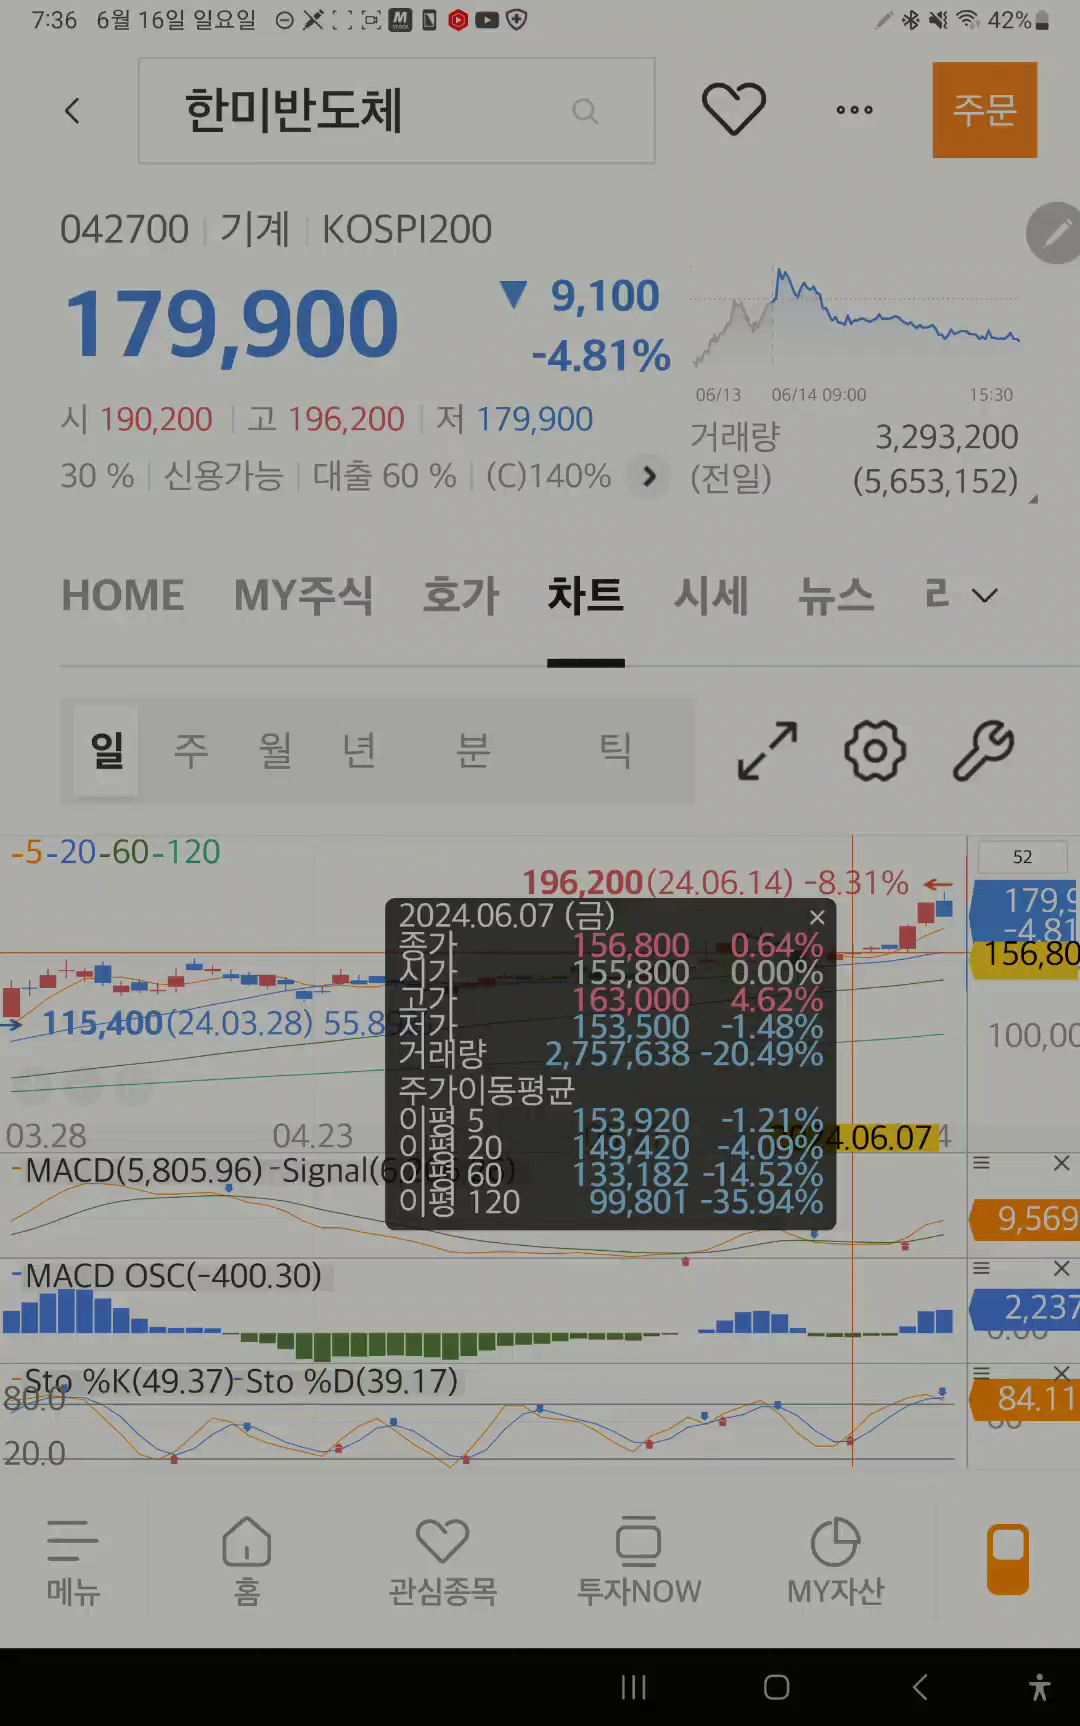 7:36 6월 16일 일요일 42%
한미반도체
주문
042700 기계 KOSPI200
179,900 ▼ 9,100
-4.81%
06/13 06/14 09:00 15:30
시 190,200 고 196,200 저 179,900
거래량 3,293,200
30 % 신용가능 대출 60 % (C)140%
(전일) (5,653,152)
HOME MY주식 호가 차트 시세 뉴스
일 주 월 년 분 틱
-5-20-60-120
196,200(24.06.14) -8.31%
52
179,9
-4.81
156,80
100,00
115,400(24.03.28) 55.8
2024.06.07 (금) ×
종가 156,800 0.64%
시가 155,800 0.00%
고가 163,000 4.62%
저가 153,500 -1.48%
거래량 2,757,638 -20.49%
주가이동평균
이평 5 153,920 -1.21%
이평 20 149,420 -4.09%
이평 60 133,182 -14.52%
이평 120 99,801 -35.94%
03.28 04.23 4.06.07
-MACD(5,805.96) -Signal(6
9,569
-MACD OSC(-400.30)
2,237
-Sto %K(49.37)-Sto %D(39.17)
80.0
84.11
20.0
메뉴 홈 관심종목 투자NOW MY자산